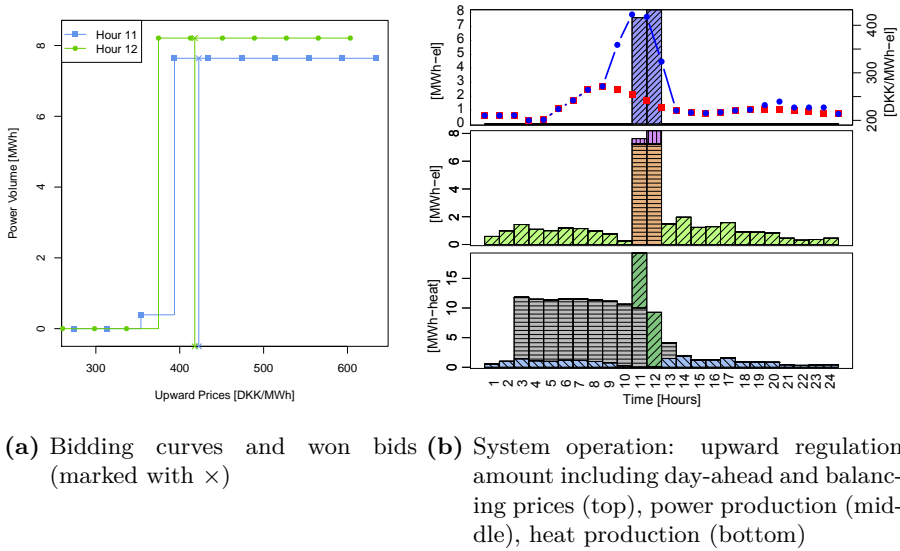 Hour 11
Hour 12
8
6
4
2
0
Power Volume [MWh]
300
400
500
600
Upward Prices [DKK/MWh]
8
7
6
5
4
3
2
1
0
[MWh−el]
400
300
200
[DKK/MWh−el]
8
6
4
2
0
[MWh−el]
15
10
5
0
[MWh−heat]
1 2 3 4 5 6 7 8 9 10 11 12 13 14 15 16 17 18 19 20 21 22 23 24
Time [Hours]
(a) Bidding curves and won bids
(marked with ×)
(b) System operation: upward regulation
amount including day-ahead and balanc-
ing prices (top), power production (mid-
dle), heat production (bottom)